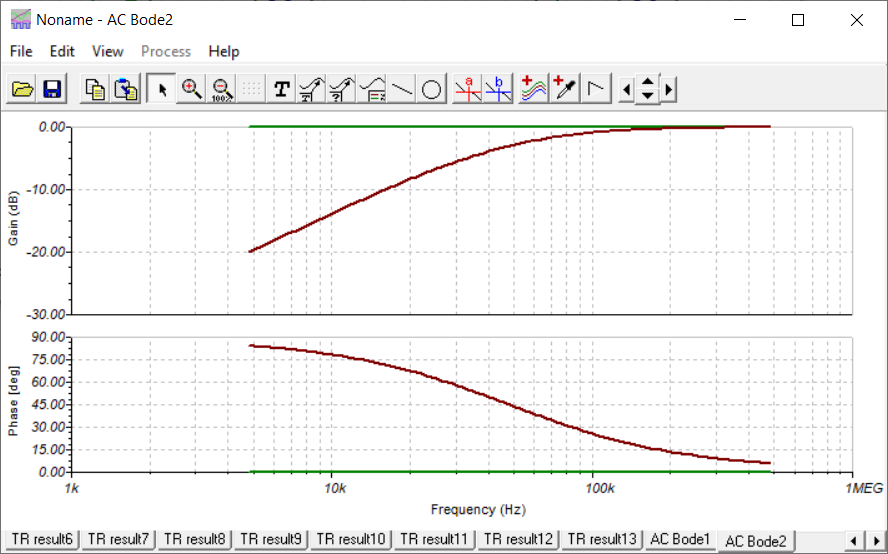 Noname - AC Bode2
File Edit View Process Help
100% T T ? a b
0.00
-10.00
-20.00
-30.00
Gain (dB)
90.00
75.00
60.00
45.00
30.00
15.00
0.00
Phase [deg]
1k 10k 100k 1MEG
Frequency (Hz)
TR result6 TR result7 TR result8 TR result9 TR result10 TR result11 TR result12 TR result13 AC Bode1 AC Bode2